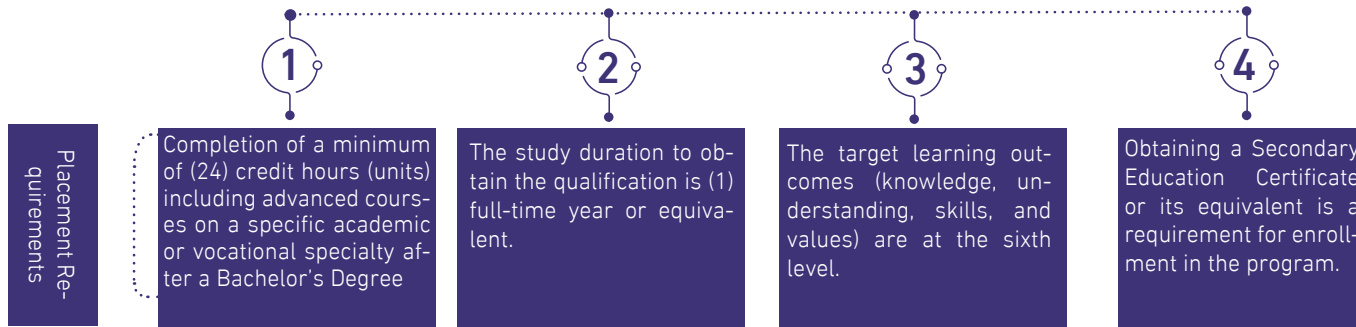 1
2
3
4
Placement Re-
quirements
Completion of a minimum
of (24) credit hours (units)
including advanced cours-
es on a specific academic
or vocational specialty af-
ter a Bachelor’s Degree
The study duration to ob-
tain the qualification is (1)
full-time year or equiva-
lent.
The target learning out-
comes (knowledge, un-
derstanding, skills, and
values) are at the sixth
level.
Obtaining a Secondary
Education Certificate
or its equivalent is a
requirement for enroll-
ment in the program.